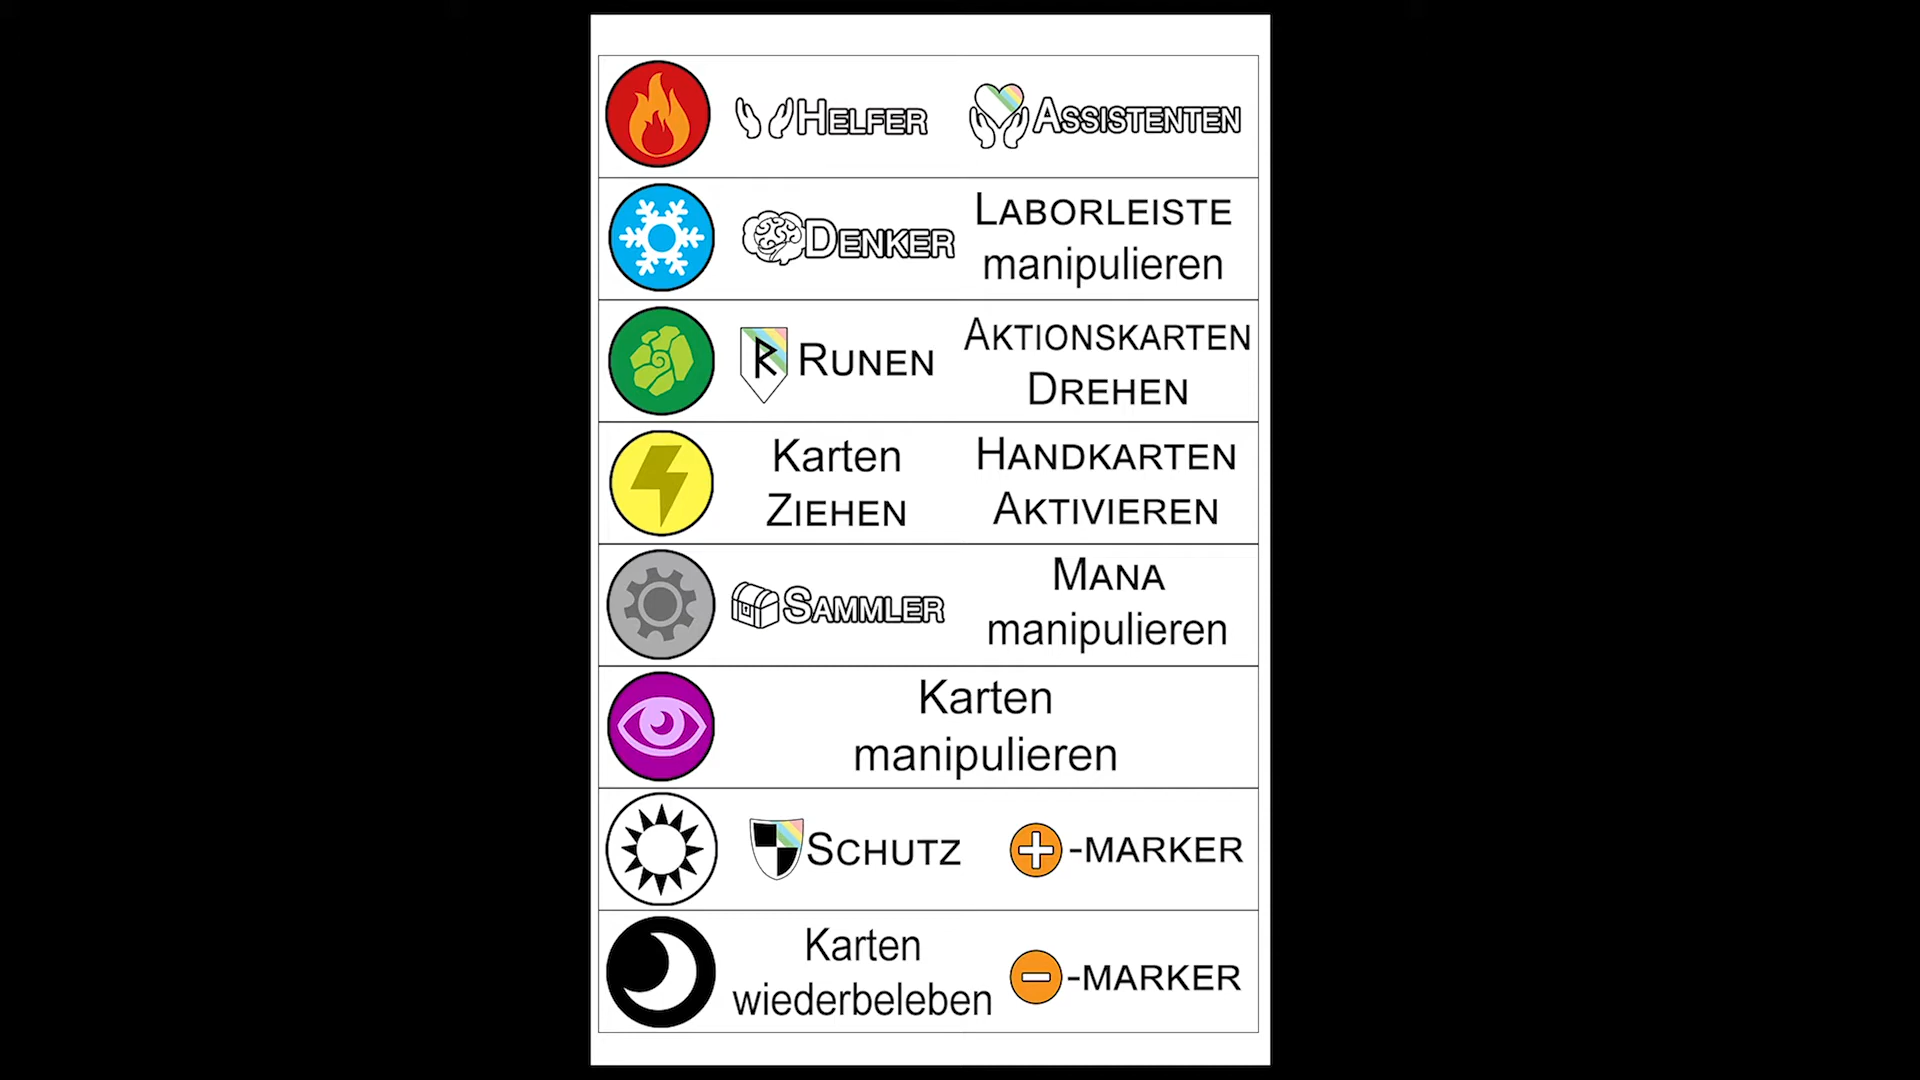 HELFER ASSISTENTEN
DENKER LABORLEISTE
manipulieren
R RUNEN AKTIONSKARTEN
DREHEN
Karten HANDKARTEN
ZIEHEN AKTIVIEREN
SAMMLER MANA
manipulieren
Karten
manipulieren
SCHUTZ + -MARKER
Karten
wiederbeleben - -MARKER